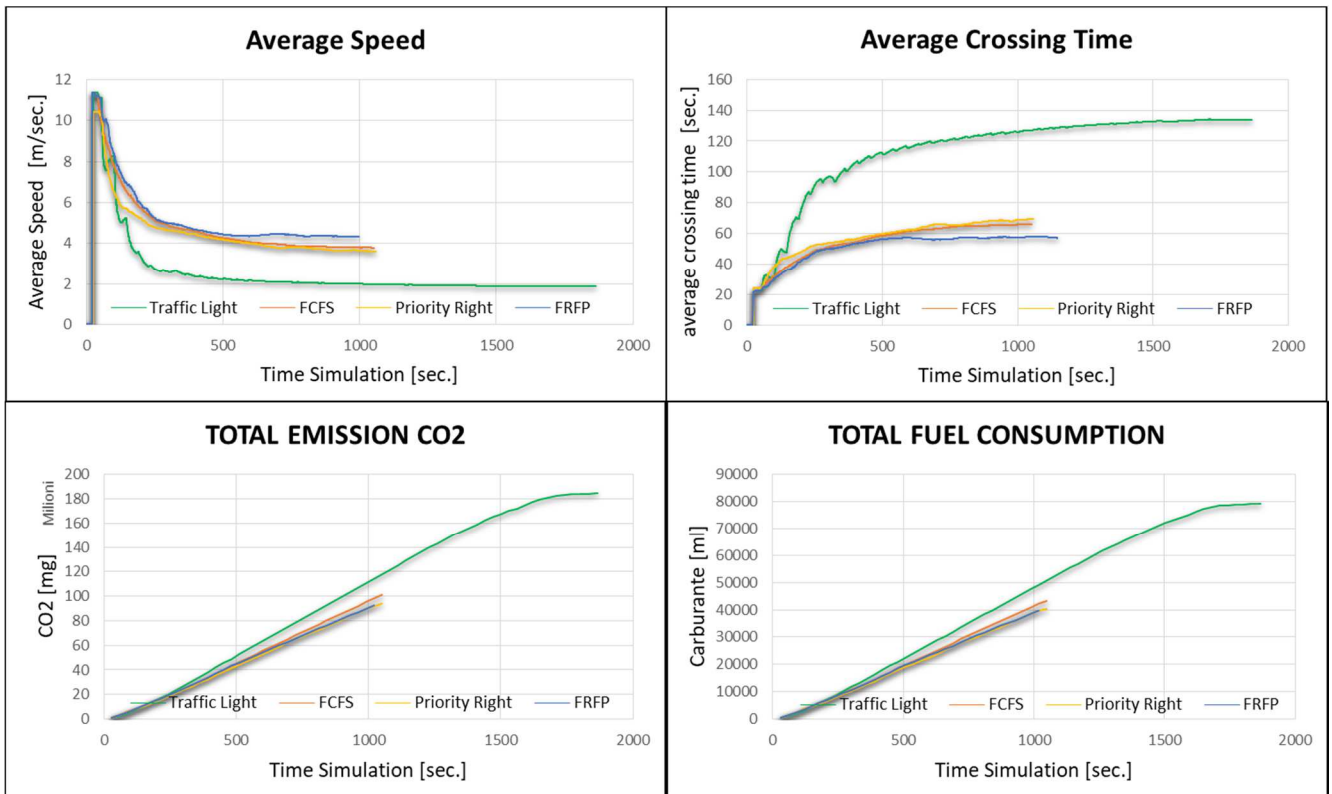 Average Speed
Average Speed [m/sec.]
12
10
8
6
4
2
0
Traffic Light FCFS Priority Right FRFP
0 500 1000 1500 2000
Time Simulation [sec.]
Average Crossing Time
average crossing time [sec.]
160
140
120
100
80
60
40
20
0
Traffic Light FCFS Priority Right FRFP
0 500 1000 1500 2000
Time Simulation [sec.]
TOTAL EMISSION CO2
CO2 [mg]
Milioni
200
180
160
140
120
100
80
60
40
20
0
Traffic Light FCFS Priority Right FRFP
0 500 1000 1500 2000
Time Simulation [sec.]
TOTAL FUEL CONSUMPTION
Carburante [ml]
90000
80000
70000
60000
50000
40000
30000
20000
10000
0
Traffic Light FCFS Priority Right FRFP
0 500 1000 1500 2000
Time Simulation [sec.]